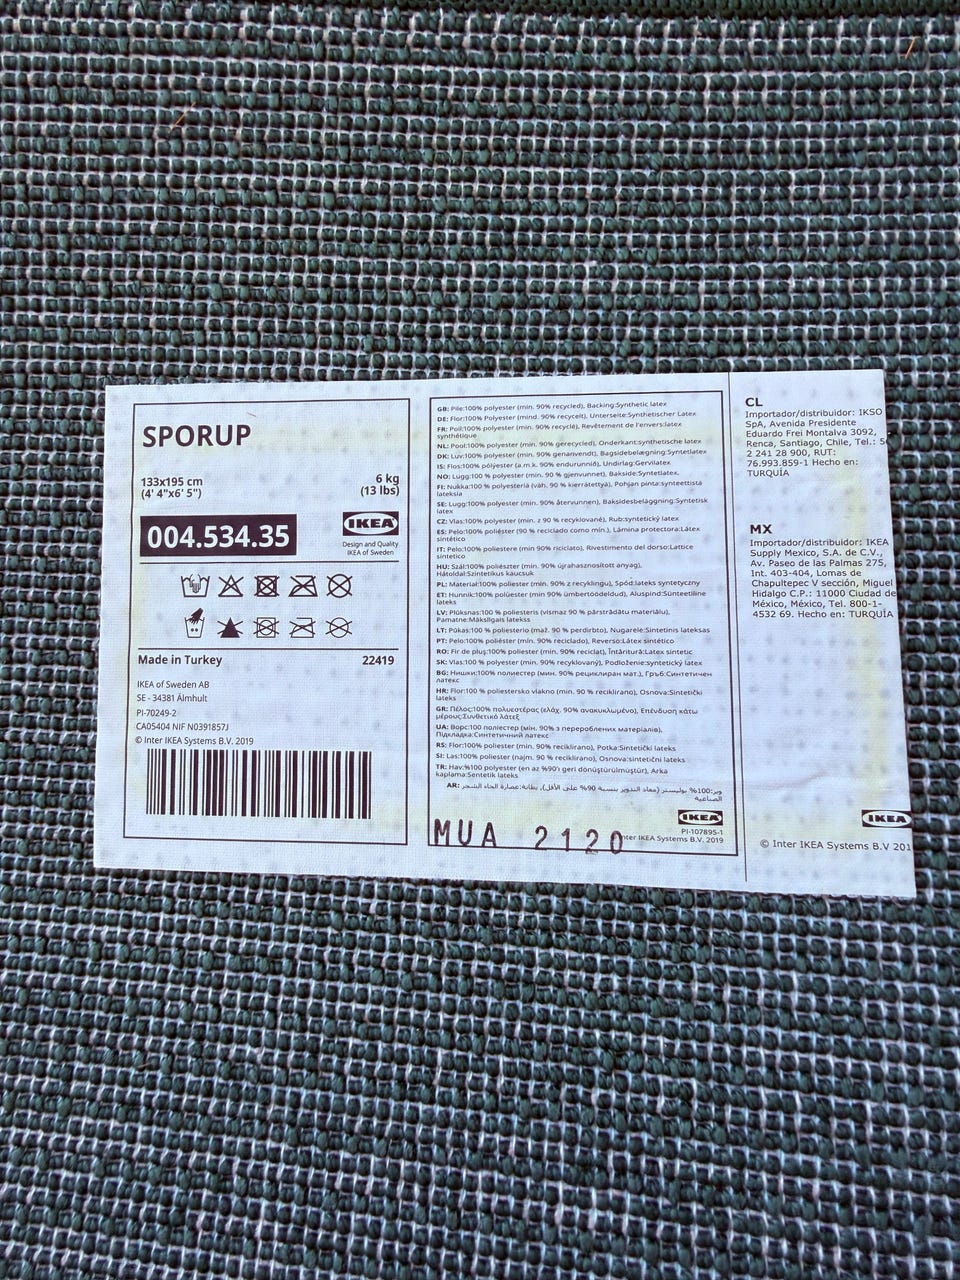 SPORUP
133x195 cm
(4' 4"x6' 5")
6 kg
(13 lbs)
004.534.35
IKEA
Design and Quality
IKEA of Sweden
Made in Turkey
22419
IKEA of Sweden AB
SE - 34381 Älmhult
PI-70249-2
CA05404 NIF N0391857J
© Inter IKEA Systems B.V. 2019
GB: Pile:100% polyester (min. 90% recycled), Backing:Synthetic latex
DE: Flor:100% Polyester (mind. 90% recycelt), Unterseite:Synthetischer Latex
FR: Poil:100% polyester (min. 90% recyclé), Revêtement de l'envers:latex
synthétique
NL: Pool:100% polyester (min. 90% gerecycled), Onderkant:synthetische latex
DK: Luv:100% polyester (min. 90% genanvendt), Bagsidebelægning:Syntetlatex
IS: Flos:100% pólýester (a.m.k. 90% endurunnið), Undirlag:Gervilatex
NO: Lugg:100 % polyester (min. 90 % gjenvunnet), Bakside:Syntetlatex,
FI: Nukka:100 % polyesteriä (väh. 90 % kierrätettyä), Pohjan pinta:synteettistä
lateksia
SE: Lugg:100% polyester (min. 90% återvunnen), Baksidesbeläggning:Syntetisk
latex
CZ: Vlas:100% polyester (min. z 90 % recyklované), Rub:syntetický latex
ES: Pelo:100% poliéster (90 % reciclado como mín.), Lámina protectora:Látex
sintético
IT: Pelo:100% poliestere (min 90% riciclato), Rivestimento del dorso:Lattice
sintetico
HU: Szál:100% poliészter (min. 90% újrahasznosított anyag),
Hátoldal:Szintetikus kaucsuk
PL: Materiał:100% poliester (min. 90% z recyklingu), Spód:lateks syntetyczny
ET: Hunnik:100% polüester (min 90% ümbertöödeldud), Aluspind:Sünteetiline
lateks
LV: Plūksnas:100 % poliesteris (vismaz 90 % pārstrādātu materiālu),
Pamatne:Mākslīgais latekss
LT: Pūkas:100 % poliesterio (maž. 90 % perdirbto), Nugarėlė:Sintetinis lateksas
PT: Pelo:100% poliéster (min. 90% reciclado), Reverso:Látex sintético
RO: Fir de pluş:100% poliester (min. 90% reciclat), Întăritură:Latex sintetic
SK: Vlas:100 % polyester (min. 90% recyklovaný), Podloženie:syntetický latex
BG: Нишки:100% полиестер (мин. 90% рециклиран мат.), Гръб:Синтетичен
латекс
HR: Flor:100 % poliestersko vlakno (min. 90 % reciklirano), Osnova:Sintetički
lateks
GR: Πέλος:100% πολυεστέρας (ελάχ. 90% ανακυκλωμένο), Επένδυση κάτω
μέρους:Συνθετικό λάτεξ
UA: Ворс:100 поліестер (мін. 90% з перероблених матеріалів),
Підкладка:Синтетичний латекс
RS: Flor:100% poliester (min. 90% reciklirano), Potka:Sintetički lateks
SI: Las:100% poliester (najm. 90 % reciklirano), Osnova:sintetični lateks
TR: Hav:%100 polyester (en az %90'ı geri dönüştürülmüştür), Arka
kaplama:Sentetik lateks
AR: وبر:100% بوليستر (معاد التدوير بنسبة 90% على الأقل), بطانة:عصارة لحاء الشجر
الصناعية
IKEA
PI-107895-1
nter IKEA Systems B.V. 2019
MUA 2120
CL
Importador/distribuidor: IKSO
SpA, Avenida Presidente
Eduardo Frei Montalva 3092,
Renca, Santiago, Chile, Tel.: 5
2 241 28 900, RUT:
76.993.859-1 Hecho en:
TURQUÍA
MX
Importador/distribuidor: IKEA
Supply Mexico, S.A. de C.V.,
Av. Paseo de las Palmas 275,
Int. 403-404, Lomas de
Chapultepec V sección, Miguel
Hidalgo C.P.: 11000 Ciudad de
México, México, Tel. 800-1-
4532 69. Hecho en: TURQUÍA
IKEA
© Inter IKEA Systems B.V 201